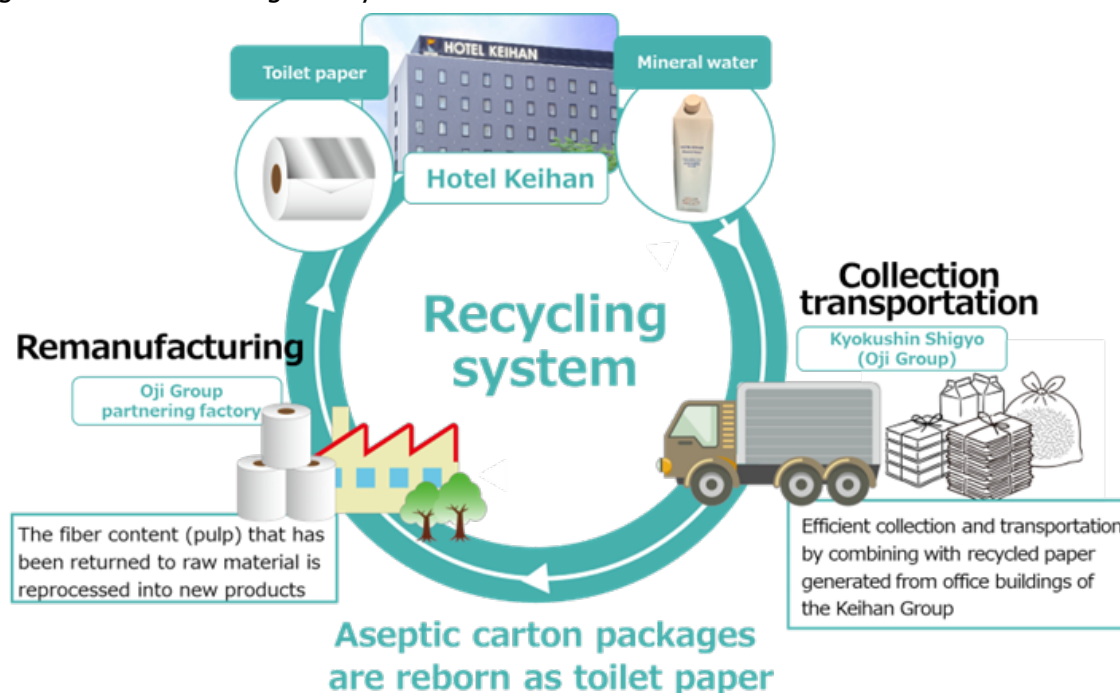 HOTEL KEIHAN
Toilet paper
Mineral water
Hotel Keihan
Recycling
system
Collection
transportation
Kyokushin Shigyo
(Oji Group)
Efficient collection and transportation
by combining with recycled paper
generated from office buildings of
the Keihan Group
Remanufacturing
Oji Group
partnering factory
The fiber content (pulp) that has
been returned to raw material is
reprocessed into new products
Aseptic carton packages
are reborn as toilet paper